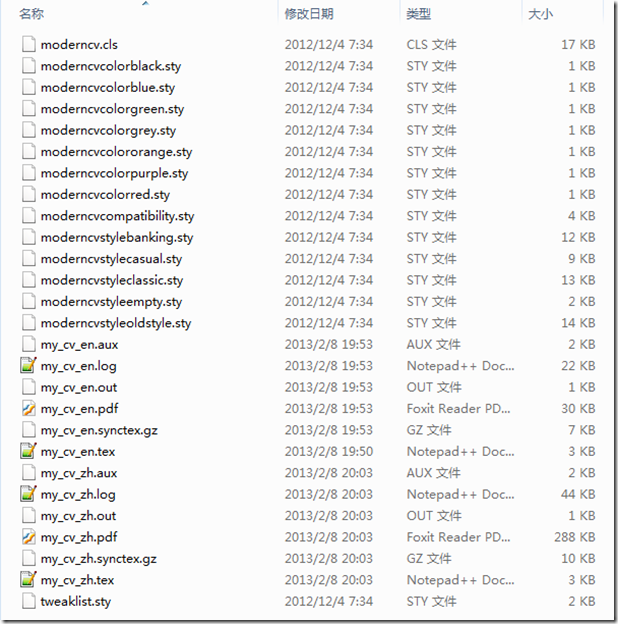 名称 修改日期 类型 大小
moderncv.cls 2012/12/4 7:34 CLS 文件 17 KB
moderncvcolorblack.sty 2012/12/4 7:34 STY 文件 1 KB
moderncvcolorblue.sty 2012/12/4 7:34 STY 文件 1 KB
moderncvcolorgreen.sty 2012/12/4 7:34 STY 文件 1 KB
moderncvcolorgrey.sty 2012/12/4 7:34 STY 文件 1 KB
moderncvcolororange.sty 2012/12/4 7:34 STY 文件 1 KB
moderncvcolorpurple.sty 2012/12/4 7:34 STY 文件 1 KB
moderncvcolorred.sty 2012/12/4 7:34 STY 文件 1 KB
moderncvcompatibility.sty 2012/12/4 7:34 STY 文件 4 KB
moderncvstylebanking.sty 2012/12/4 7:34 STY 文件 12 KB
moderncvstylecasual.sty 2012/12/4 7:34 STY 文件 9 KB
moderncvstyleclassic.sty 2012/12/4 7:34 STY 文件 13 KB
moderncvstyleempty.sty 2012/12/4 7:34 STY 文件 2 KB
moderncvstyleoldstyle.sty 2012/12/4 7:34 STY 文件 14 KB
my_cv_en.aux 2013/2/8 19:53 AUX 文件 2 KB
my_cv_en.log 2013/2/8 19:53 Notepad++ Doc... 22 KB
my_cv_en.out 2013/2/8 19:53 OUT 文件 1 KB
my_cv_en.pdf 2013/2/8 19:53 Foxit Reader PD... 30 KB
my_cv_en.synctex.gz 2013/2/8 19:53 GZ 文件 7 KB
my_cv_en.tex 2013/2/8 19:50 Notepad++ Doc... 3 KB
my_cv_zh.aux 2013/2/8 20:03 AUX 文件 2 KB
my_cv_zh.log 2013/2/8 20:03 Notepad++ Doc... 44 KB
my_cv_zh.out 2013/2/8 20:03 OUT 文件 1 KB
my_cv_zh.pdf 2013/2/8 20:03 Foxit Reader PD... 288 KB
my_cv_zh.synctex.gz 2013/2/8 20:03 GZ 文件 10 KB
my_cv_zh.tex 2013/2/8 20:03 Notepad++ Doc... 3 KB
tweaklist.sty 2012/12/4 7:34 STY 文件 2 KB